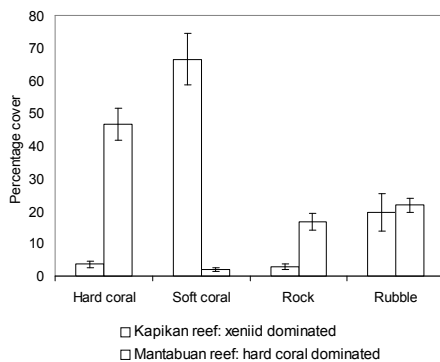 80
70
60
50
40
30
20
10
0
Percentage cover
Hard coral Soft coral Rock Rubble
Kapikan reef: xeniid dominated
Mantabuan reef: hard coral dominated